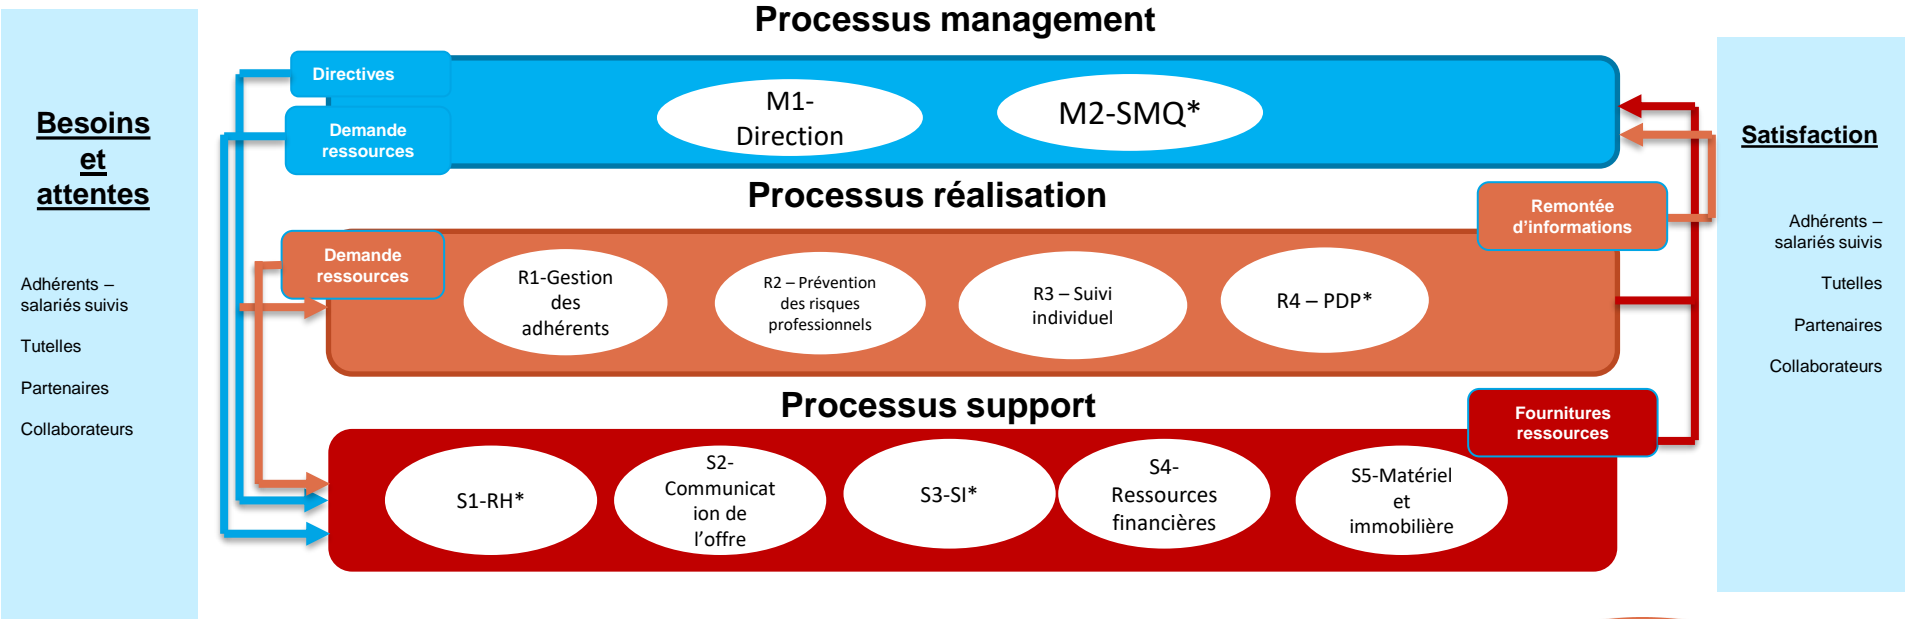 Processus management
Besoins
et
attentes
Adhérents –
salariés suivis
Tutelles
Partenaires
Collaborateurs
Directives
Demande
ressources
M1-
Direction
M2-SMQ*
Processus réalisation
Demande
ressources
Remontée
d’informations
R1-Gestion
des
adhérents
R2 – Prévention
des risques
professionnels
R3 – Suivi
individuel
R4 – PDP*
Processus support
Fournitures
ressources
S1-RH*
S2-
Communicat
ion de
l’offre
S3-SI*
S4-
Ressources
financières
S5-Matériel
et
immobilière
Satisfaction
Adhérents –
salariés suivis
Tutelles
Partenaires
Collaborateurs